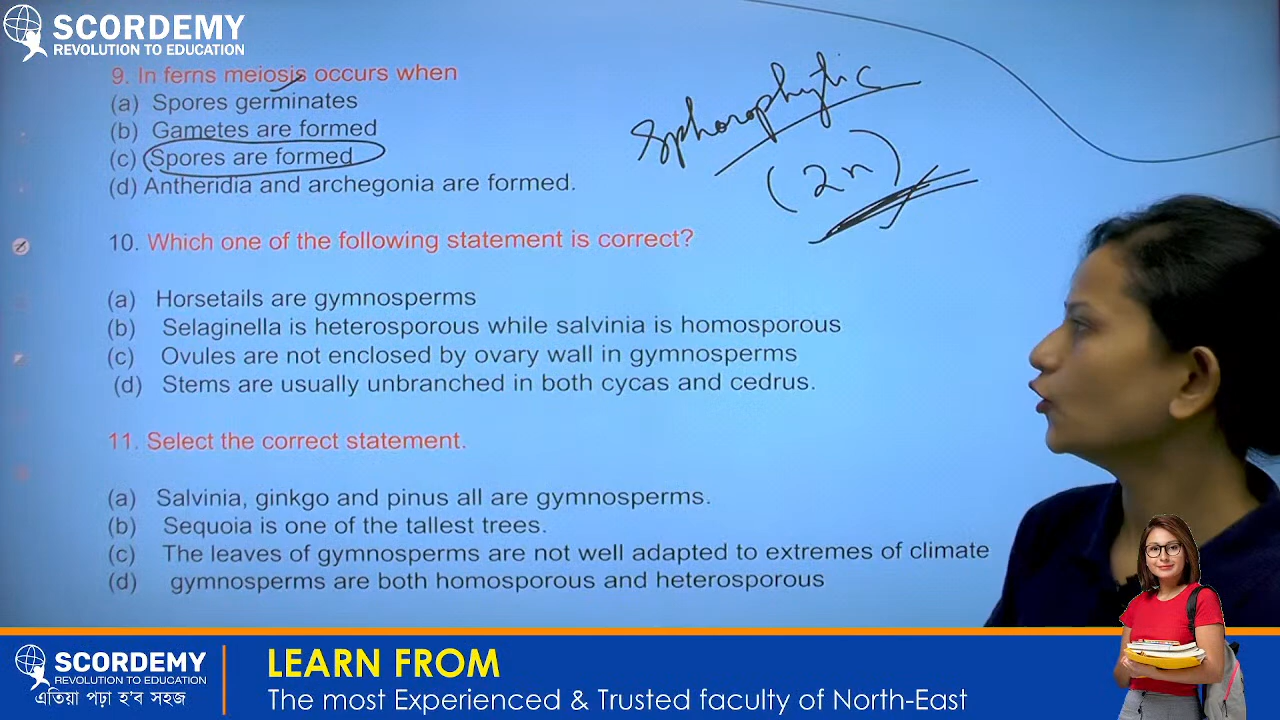 SCORDEMY
REVOLUTION TO EDUCATION
9. In ferns meiosis occurs when
(a) Spores germinates
(b) Gametes are formed
(c) Spores are formed
(d) Antheridia and archegonia are formed.
Sphorophytic
(2n)
10. Which one of the following statement is correct?
(a) Horsetails are gymnosperms
(b) Selaginella is heterosporous while salvinia is homosporous
(c) Ovules are not enclosed by ovary wall in gymnosperms
(d) Stems are usually unbranched in both cycas and cedrus.
11. Select the correct statement.
(a) Salvinia, ginkgo and pinus all are gymnosperms.
(b) Sequoia is one of the tallest trees.
(c) The leaves of gymnosperms are not well adapted to extremes of climate
(d) gymnosperms are both homosporous and heterosporous
SCORDEMY
REVOLUTION TO EDUCATION
এতিয়া পঢ়া হ'ব সহজ
LEARN FROM
The most Experienced & Trusted faculty of North-East